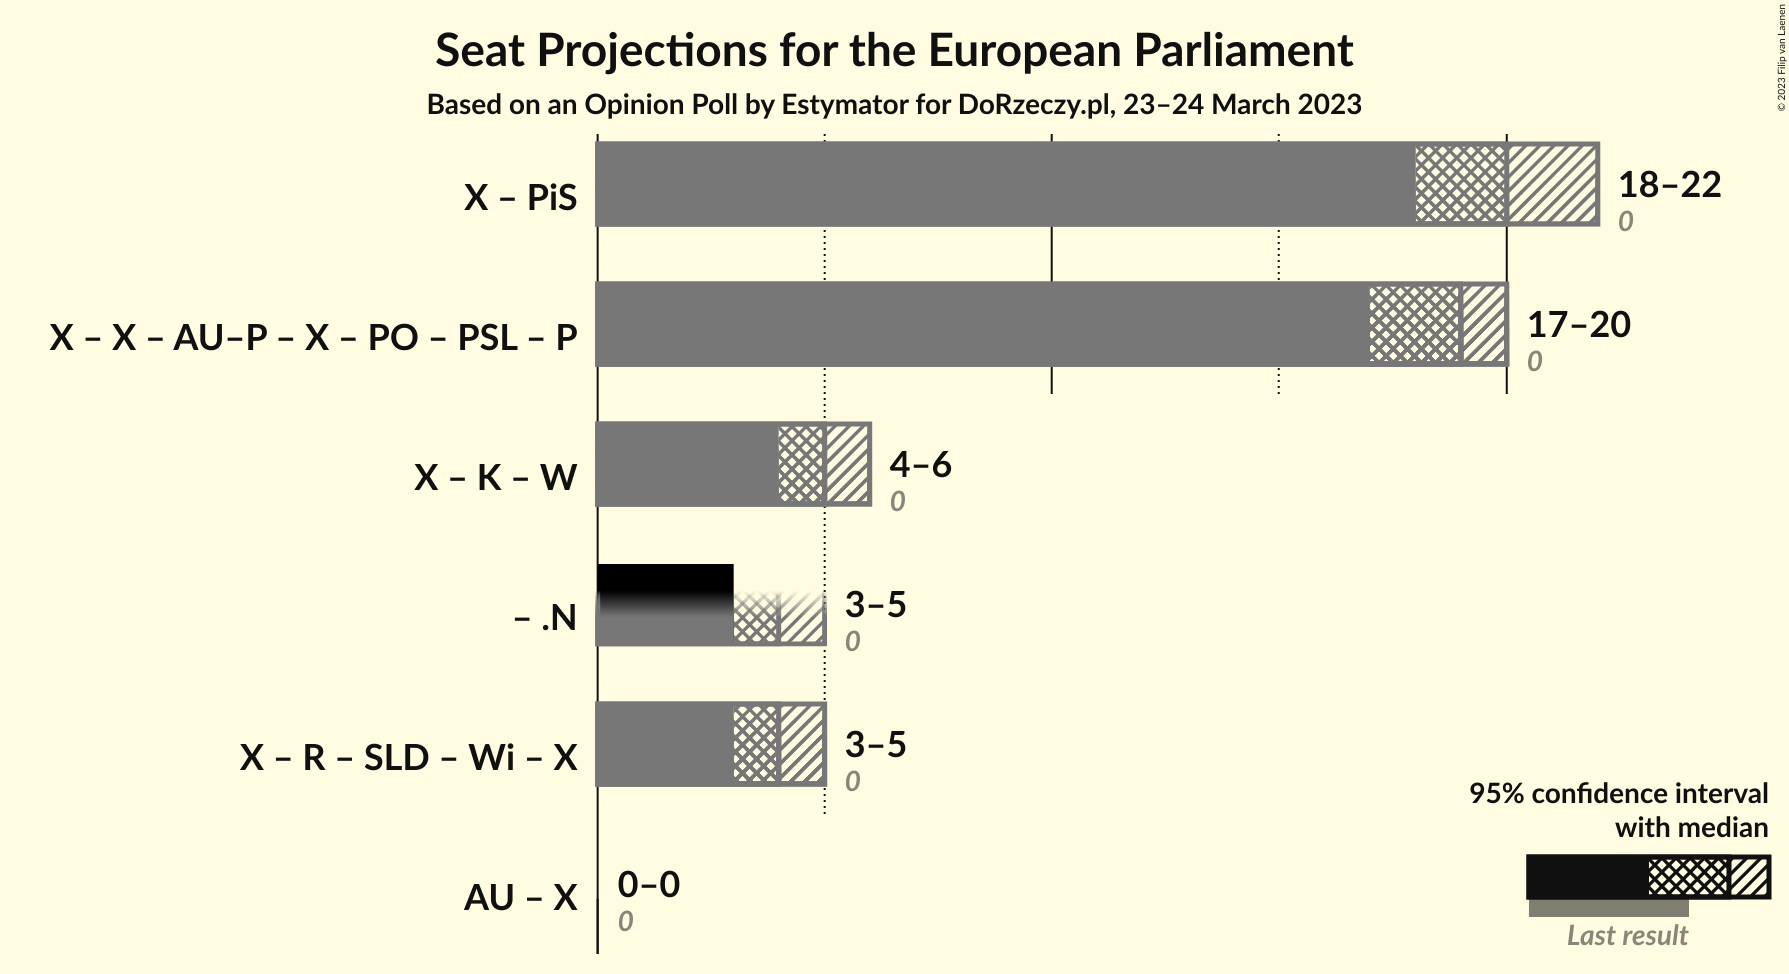 Seat Projections for the European Parliament
Based on an Opinion Poll by Estymator for DoRzeczy.pl, 23–24 March 2023
© 2023 Filip van Laenen
X – PiS
18–22
0
X – X – AU–P – X – PO – PSL – P
17–20
0
X – K – W
4–6
0
– .N
3–5
0
X – R – SLD – Wi – X
3–5
0
AU – X
0–0
0
95% confidence interval
with median
Last result